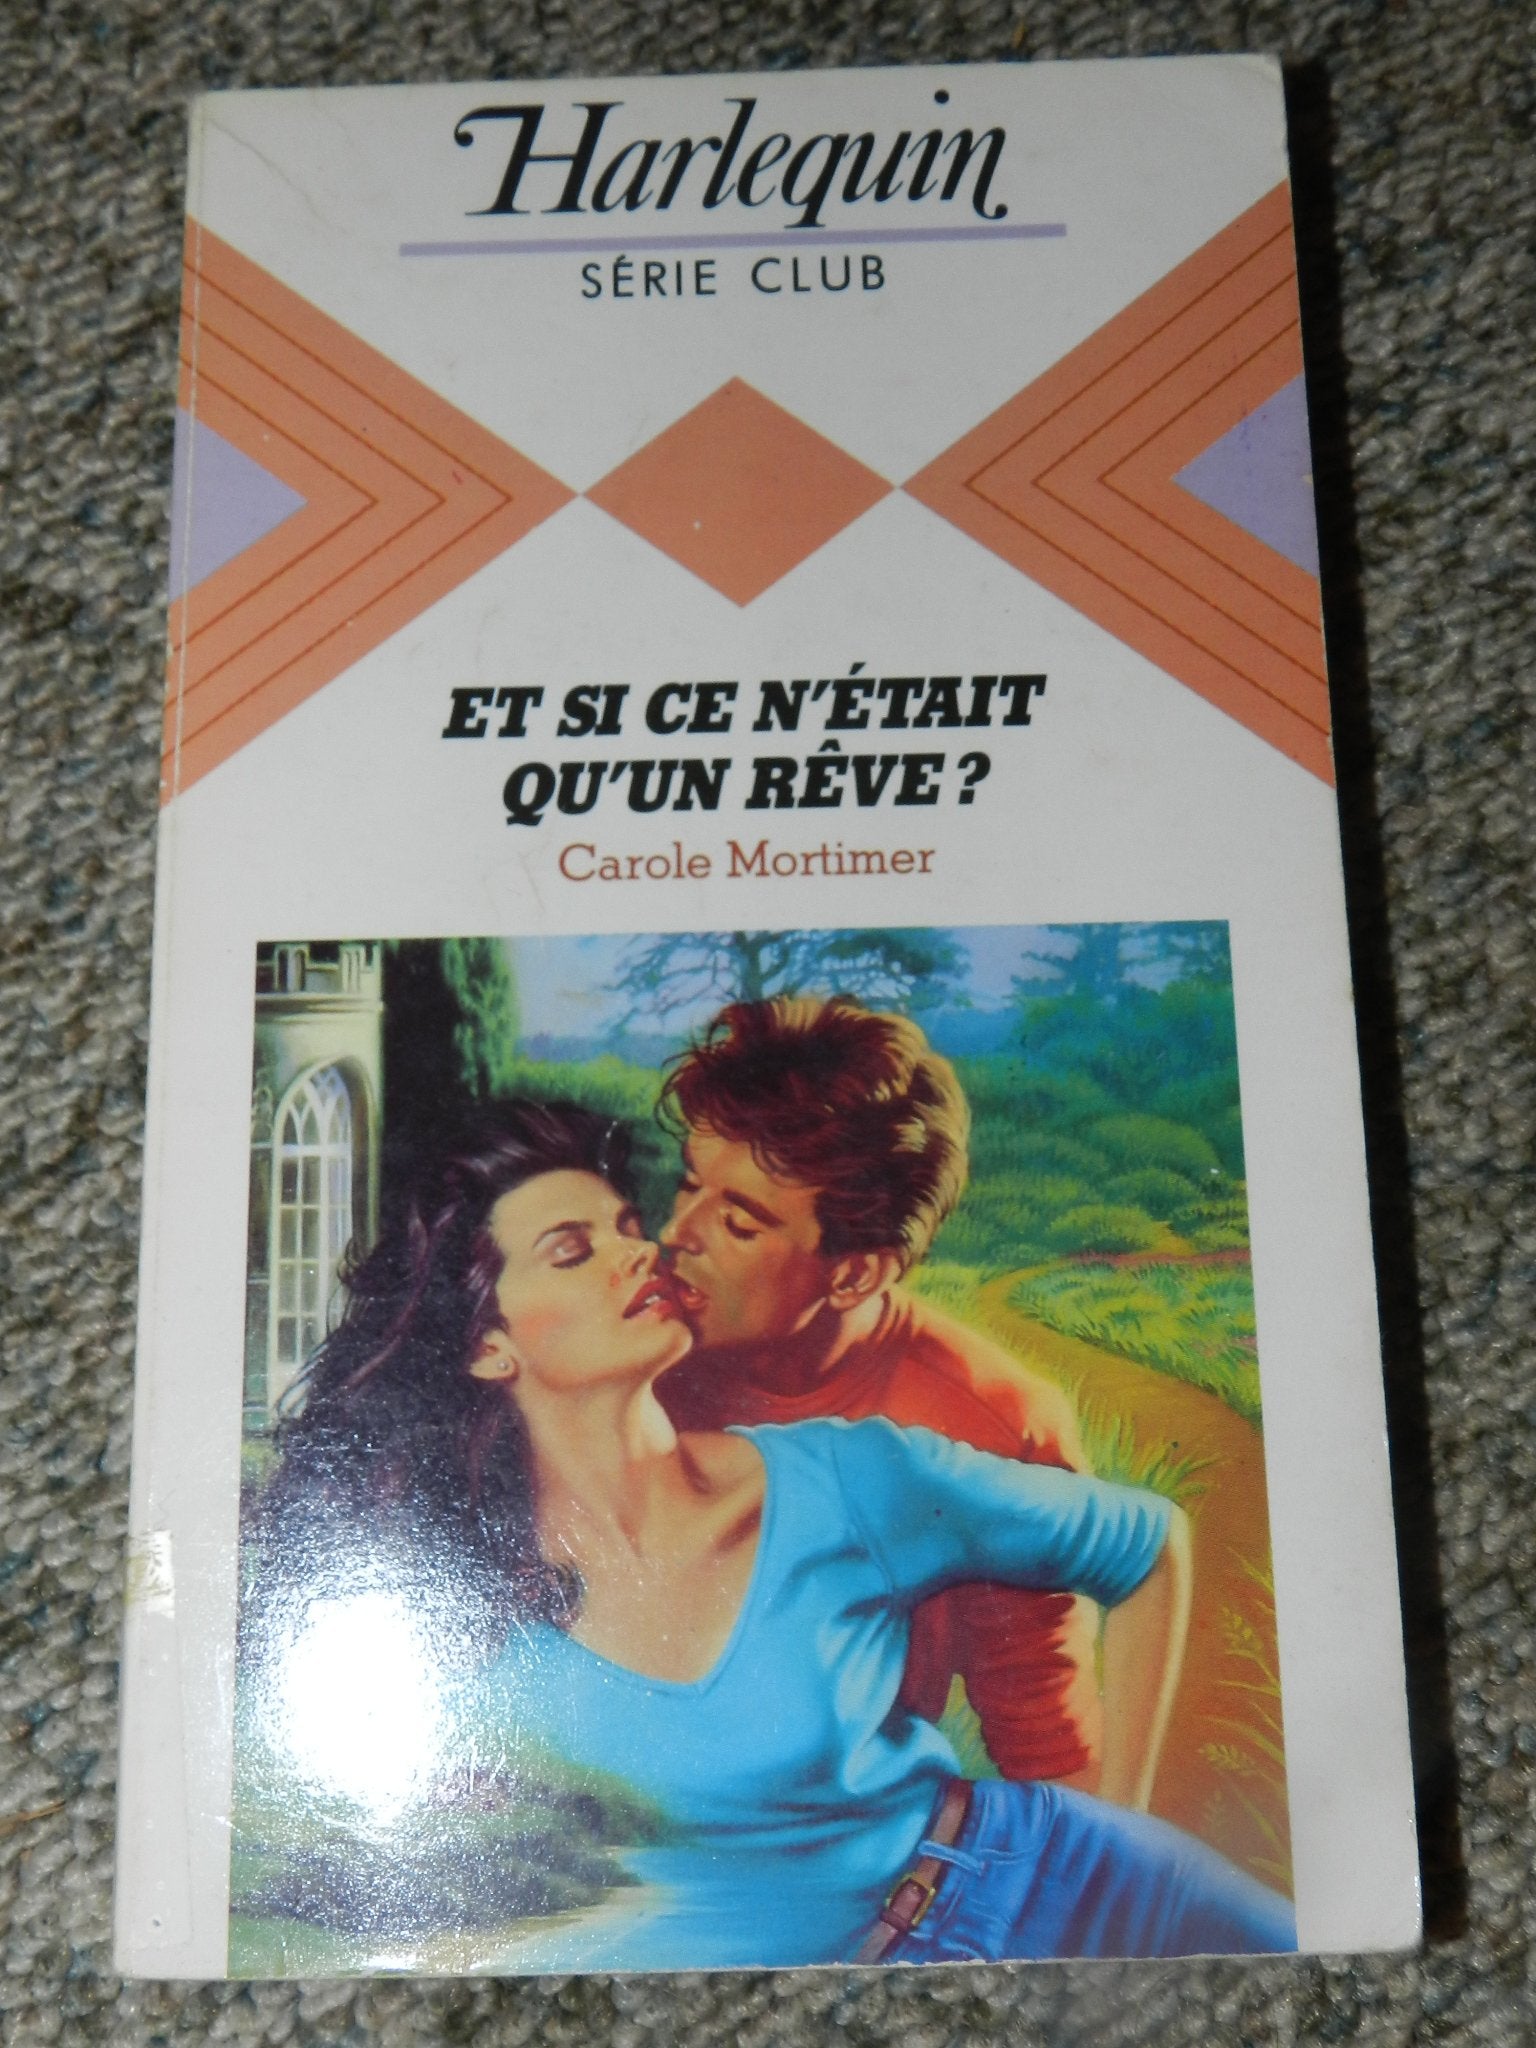 Harlequin
SÉRIE CLUB
ET SI CE N'ÉTAIT
QU'UN RÊVE ?
Carole Mortimer